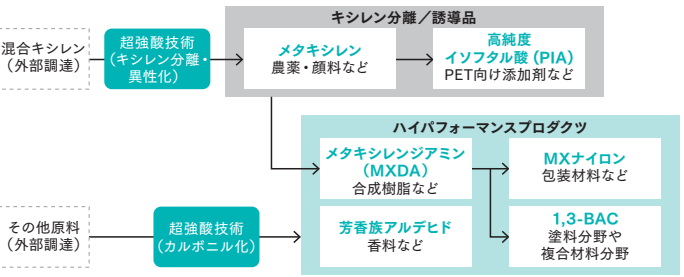 キシレン分離／誘導品
混合キシレン
（外部調達）
超強酸技術
（キシレン分離・
異性化）
メタキシレン
農薬・顔料など
高純度
イソフタル酸（PIA）
PET向け添加剤など
ハイパフォーマンスプロダクツ
メタキシレンジアミン
（MXDA）
合成樹脂など
MXナイロン
包装材料など
その他原料
（外部調達）
超強酸技術
（カルボニル化）
芳香族アルデヒド
香料など
1,3-BAC
塗料分野や
複合材料分野